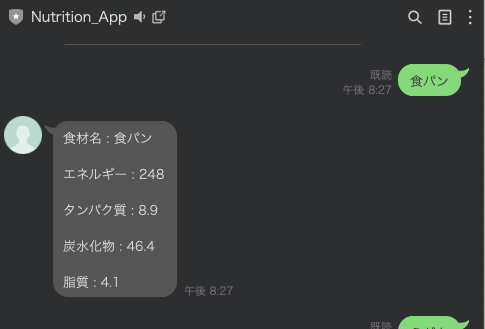 Nutrition_App
既読
午後 8:27
食パン
食材名 : 食パン
エネルギー : 248
タンパク質 : 8.9
炭水化物 : 46.4
脂質 : 4.1
午後 8:27
既読